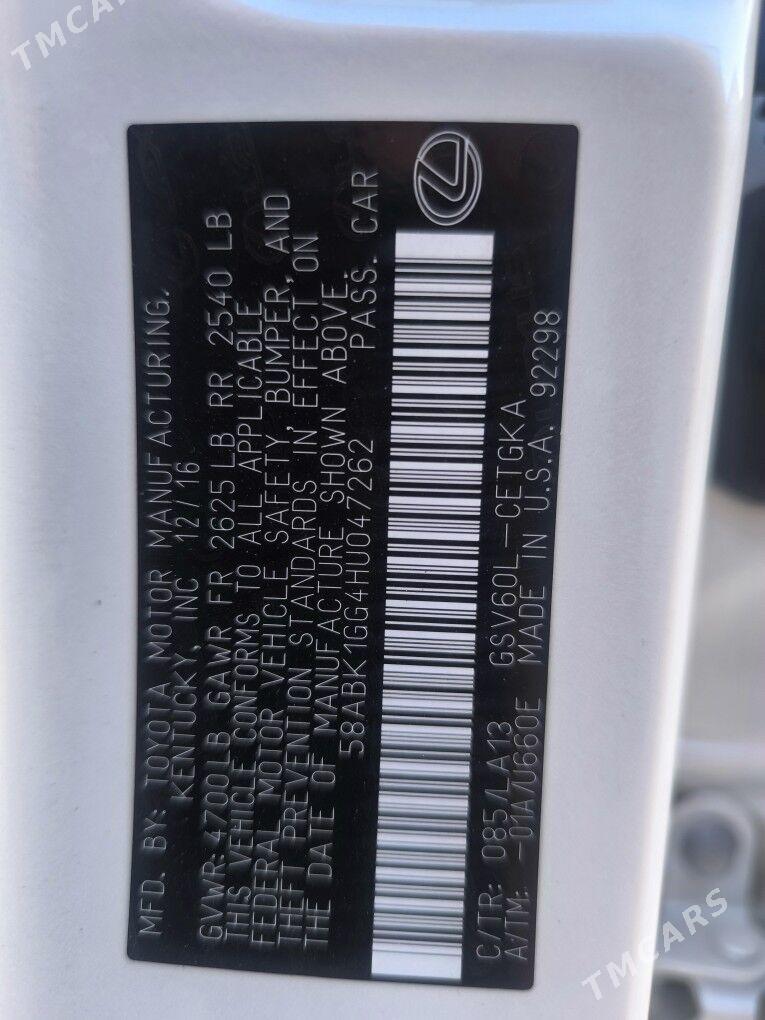 TMCARS
MFD. BY: TOYOTA MOTOR MANUFACTURING.
KENTUCKY, INC 12/16
GVWR: 4700LB GAWR FR 2625LB RR 2540 LB
THIS VEHICLE CONFORMS TO ALL APPLICABLE
FEDERAL MOTOR VEHICLE SAFETY, BUMPER, AND
THEFT PREVENTION STANDARDS IN EFFECT ON
THE DATE OF MANUFACTURE SHOWN ABOVE.
58ABK1GG4HU047262 PASS. CAR
C/TR: 085/LA13 GSV60L-CETGKA
A/TM: -01A/U660E MADE IN U.S.A. 92298
TMCARS